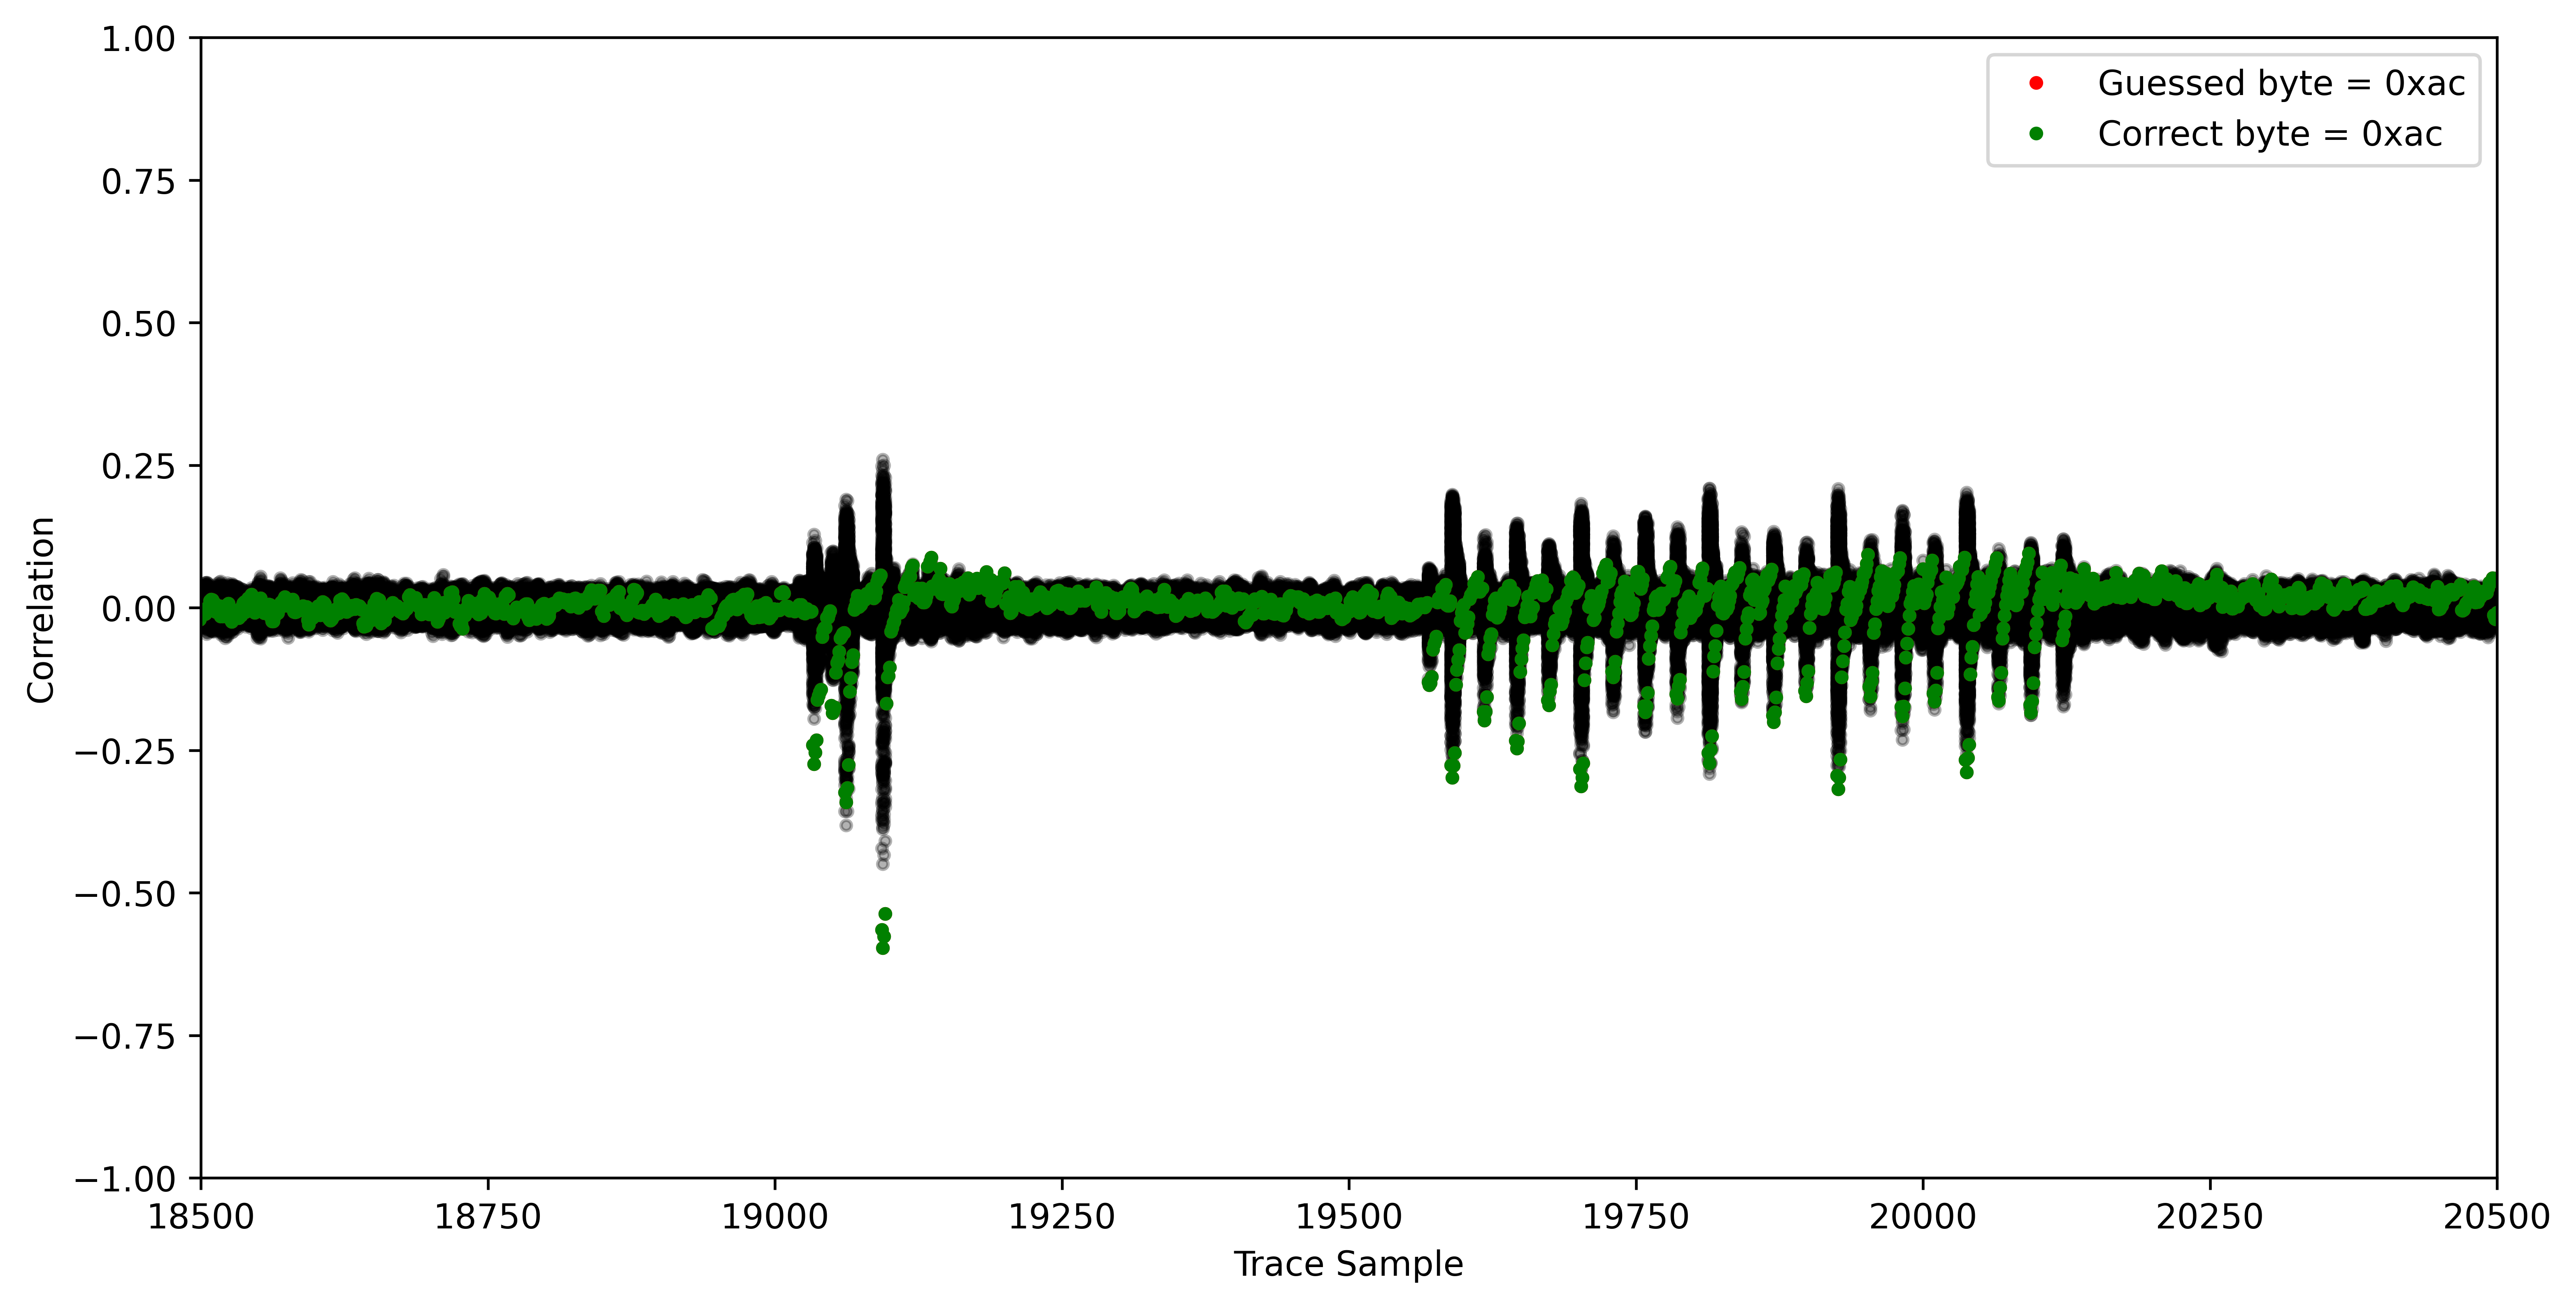 1.00
0.75
0.50
0.25
0.00
−0.25
−0.50
−0.75
−1.00
Correlation
Guessed byte = 0xac
Correct byte = 0xac
18500 18750 19000 19250 19500 19750 20000 20250 20500
Trace Sample